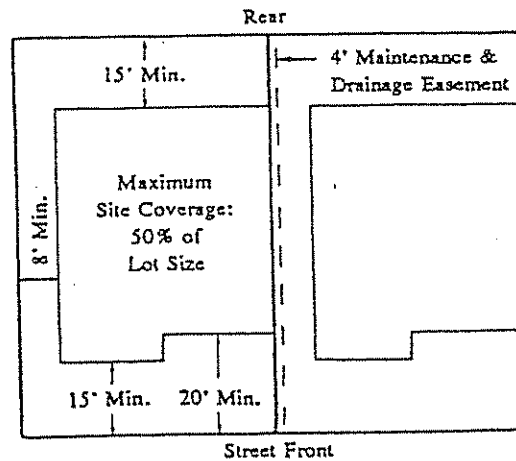 Rear
15' Min.
4' Maintenance &
Drainage Easement
Maximum
Site Coverage:
50% of
Lot Size
8' Min.
15' Min.
20' Min.
Street Front